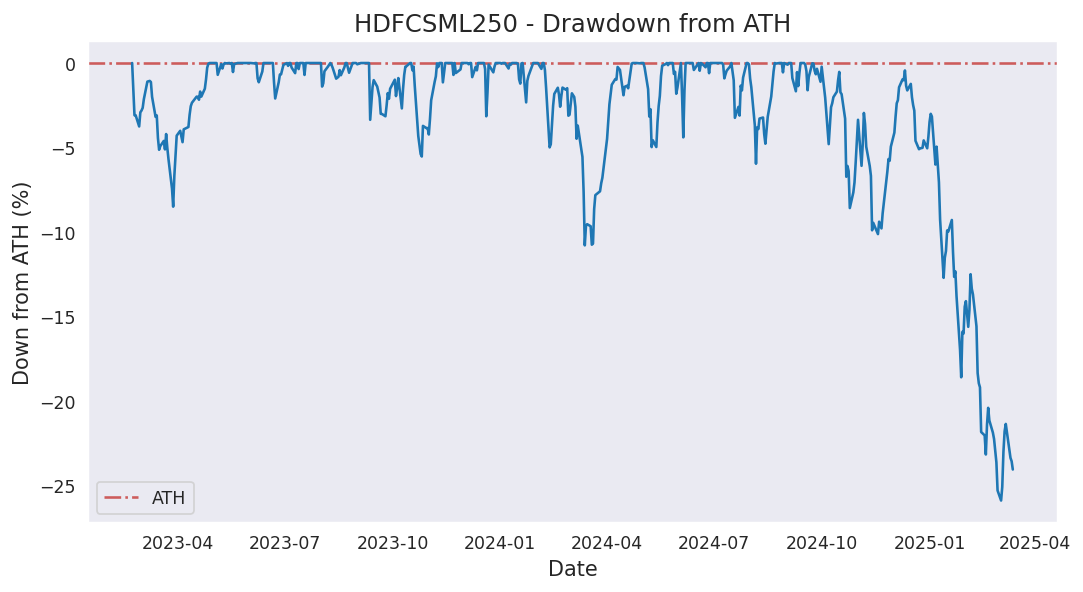 HDFCSML250 - Drawdown from ATH
Down from ATH (%)
0
−5
−10
−15
−20
−25
ATH
2023-04 2023-07 2023-10 2024-01 2024-04 2024-07 2024-10 2025-01 2025-04
Date